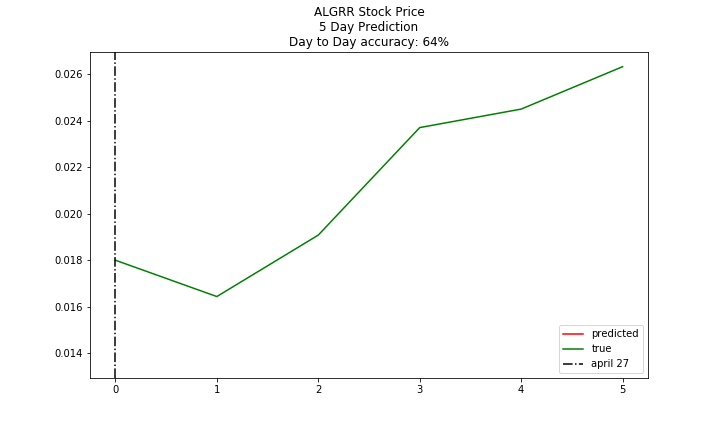 ALGRR Stock Price
5 Day Prediction
Day to Day accuracy: 64%
0.026
0.024
0.022
0.020
0.018
0.016
0.014
predicted
true
april 27
0 1 2 3 4 5